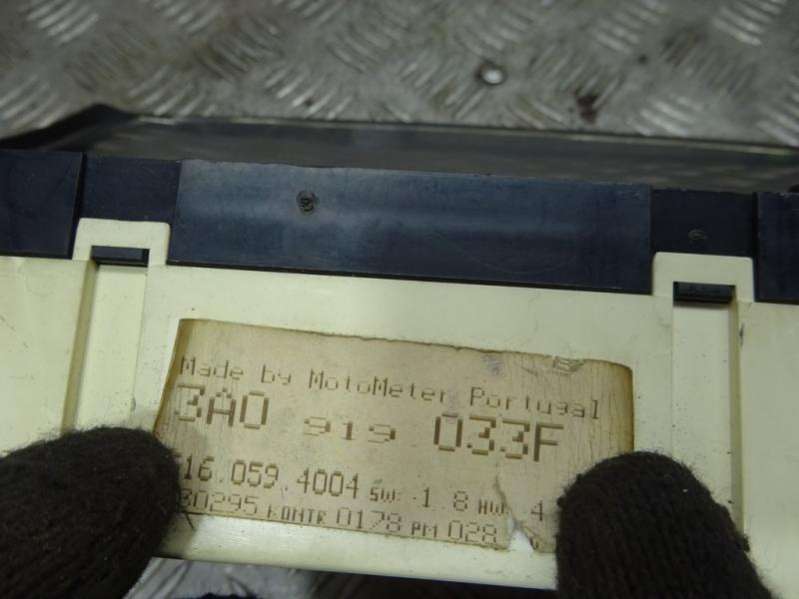 Made by MotoMeter Portugal
3A0 919 033F
16.059.4004 SW: 1.8 HW: 4
30295 KONTR 0178 PM 028